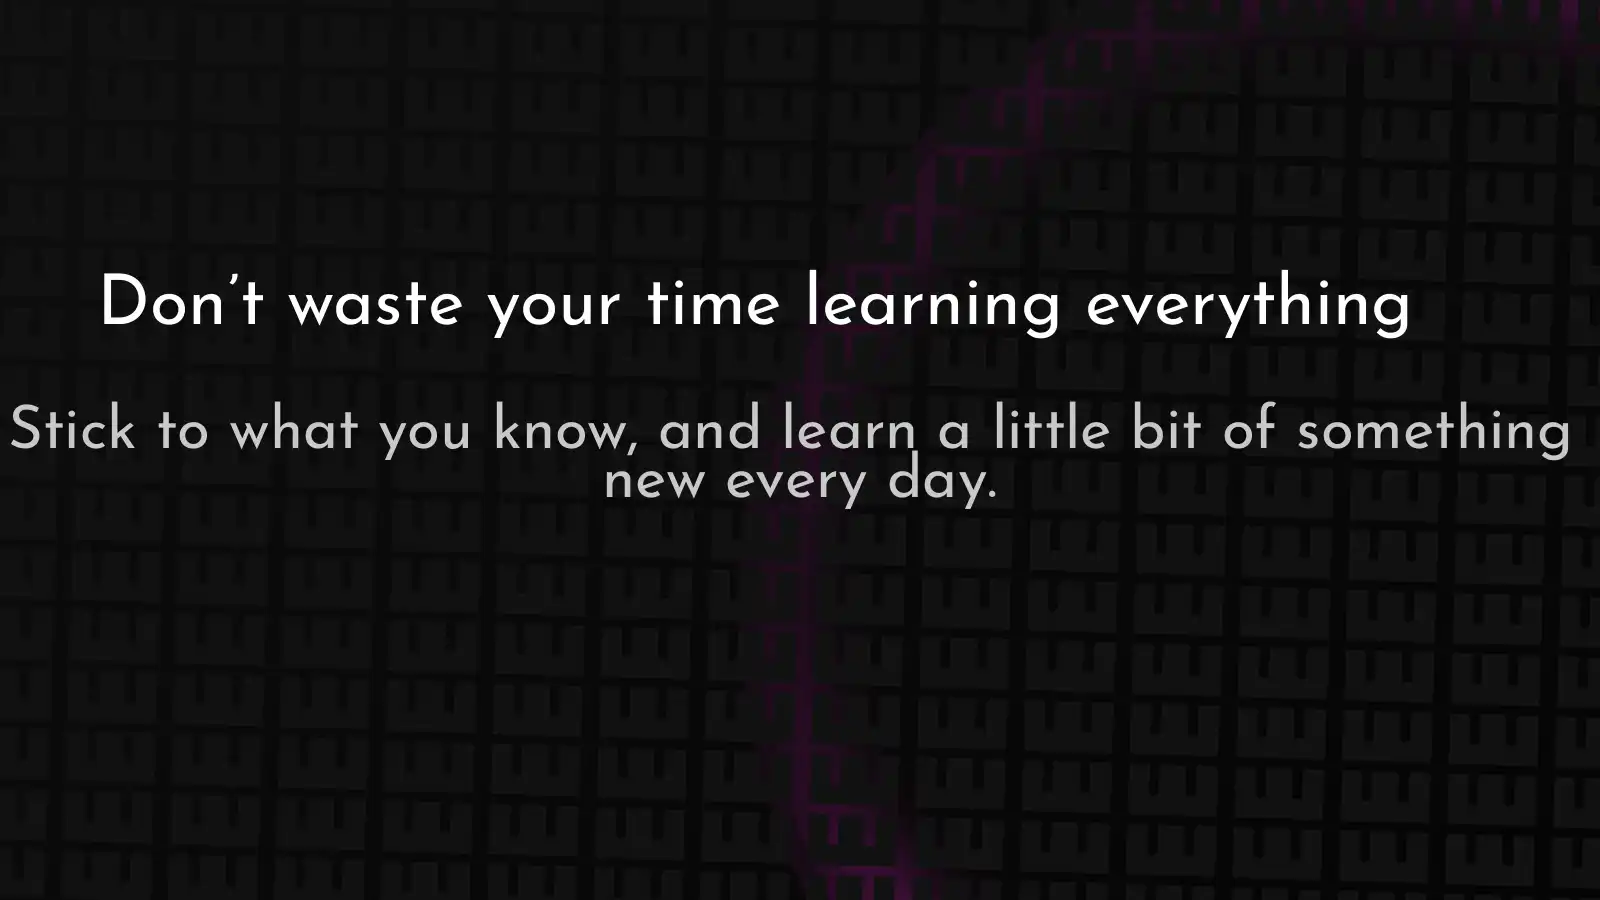 Don’t waste your time learning everything
Stick to what you know, and learn a little bit of something
new every day.